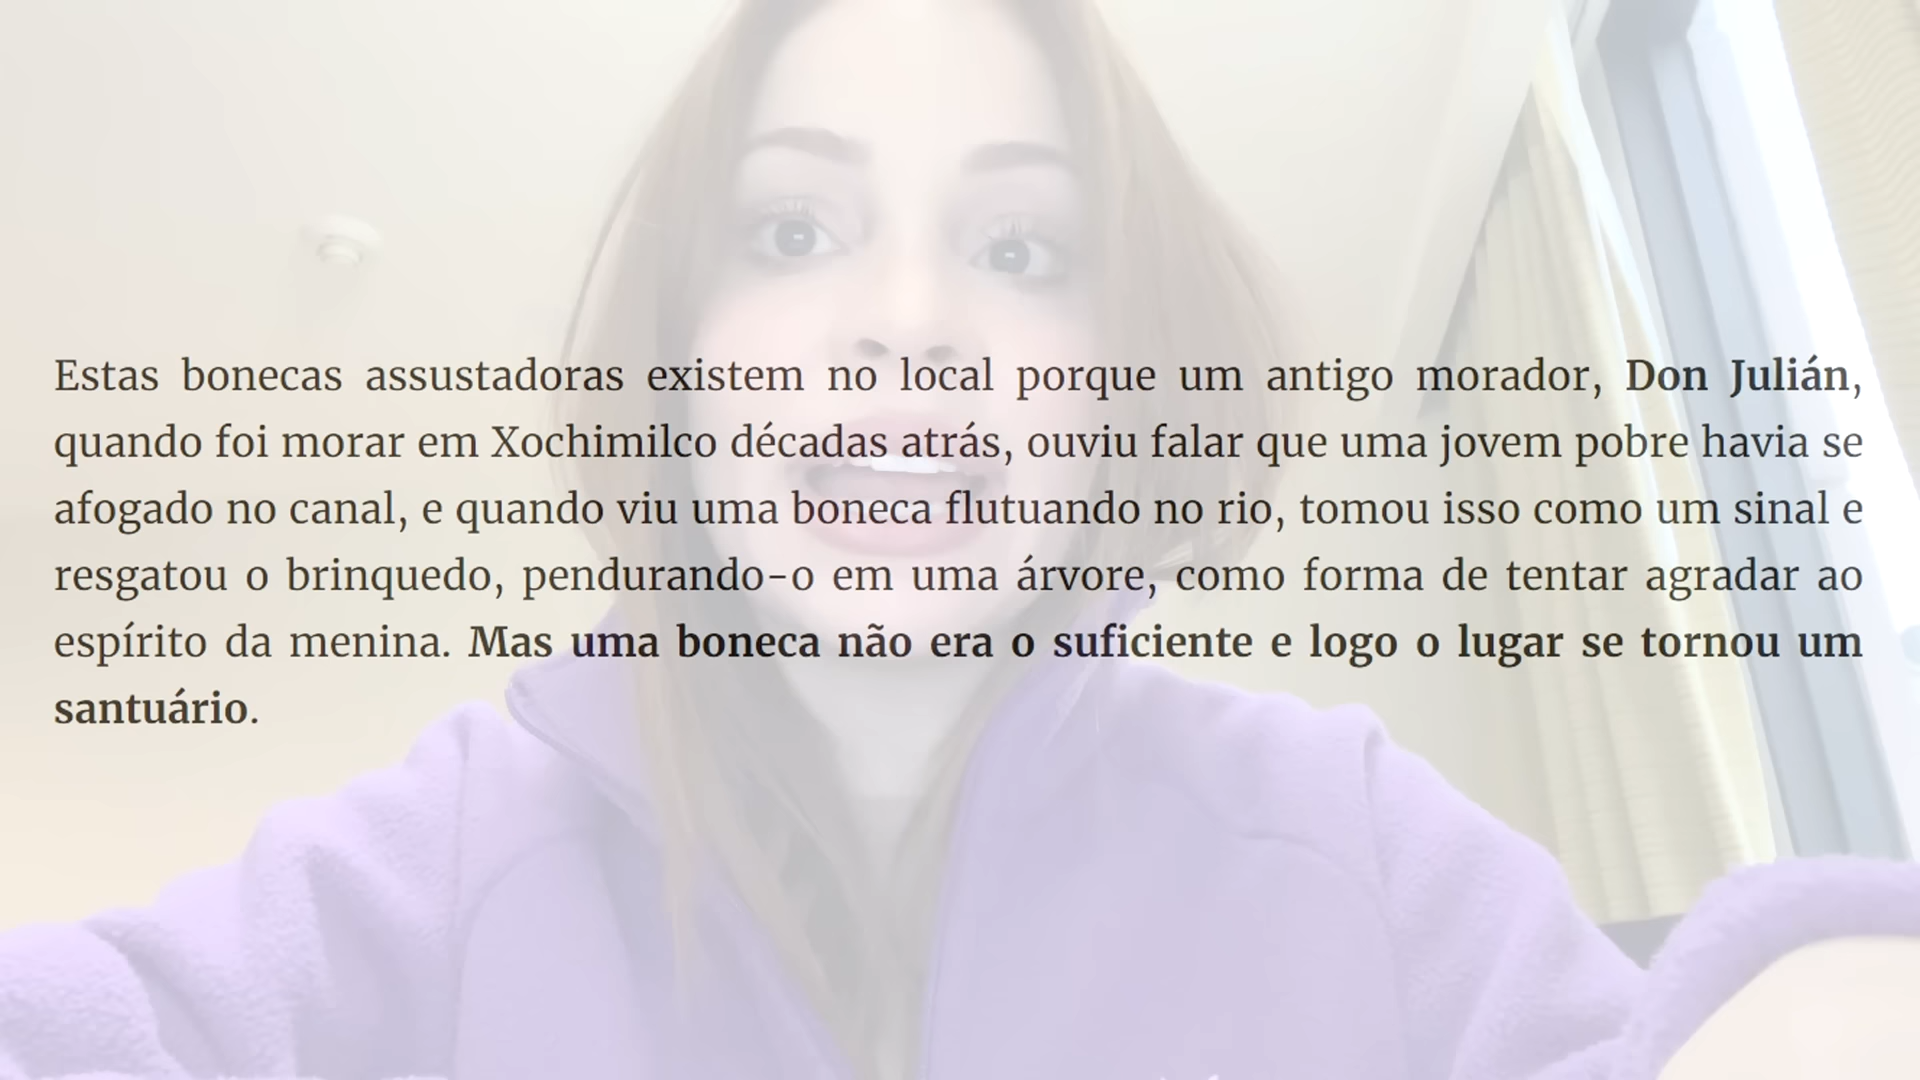 Estas bonecas assustadoras existem no local porque um antigo morador, Don Julián,
quando foi morar em Xochimilco décadas atrás, ouviu falar que uma jovem pobre havia se
afogado no canal, e quando viu uma boneca flutuando no rio, tomou isso como um sinal e
resgatou o brinquedo, pendurando-o em uma árvore, como forma de tentar agradar ao
espírito da menina. Mas uma boneca não era o suficiente e logo o lugar se tornou um
santuário.